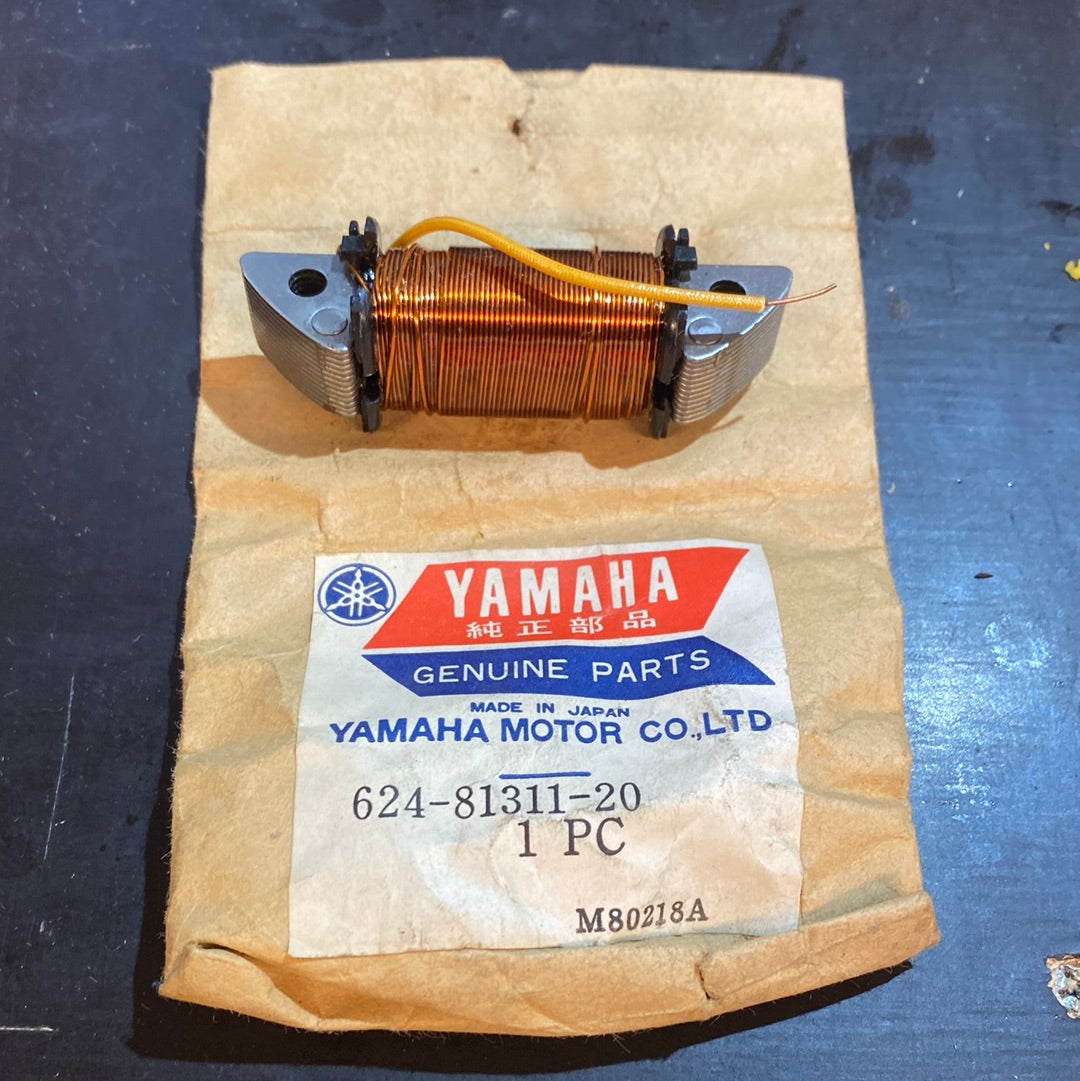 YAMAHA
純正部品
GENUINE PARTS
MADE IN JAPAN
YAMAHA MOTOR CO.,LTD
624-81311-20
1 PC
M80218A